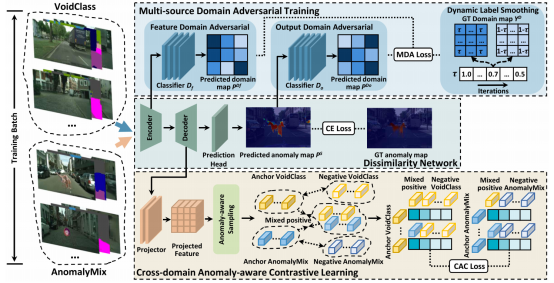 VoidClass
...
Training Batch
...
AnomalyMix
Multi-source Domain Adversarial Training
Feature Domain Adversarial
Classifier Df
Predicted domain
map P^Df
Output Domain Adversarial
Classifier Do
Predicted domain
map P^Do
MDA Loss
Dynamic Label Smoothing
GT Domain map Y^D
τ ... τ
... ... ...
τ ... τ
1-τ ... 1-τ
... ... ...
1-τ ... 1-τ
τ 1.0 ... 0.7 ... 0.5
Iterations
Encoder
Decoder
Prediction
Head
Predicted anomaly map
CE Loss
GT anomaly map
Dissimilarity Network
Projector
Projected
Feature
Anomaly-aware
Sampling
Anchor VoidClass
Negative VoidClass
Mixed positive
Anchor AnomalyMix
Negative AnomalyMix
Anchor VoidClass
Mixed
positive
Negative
VoidClass
Anchor AnomalyMix
Mixed
positive
Negative
AnomalyMix
CAC Loss
Cross-domain Anomaly-aware Contrastive Learning